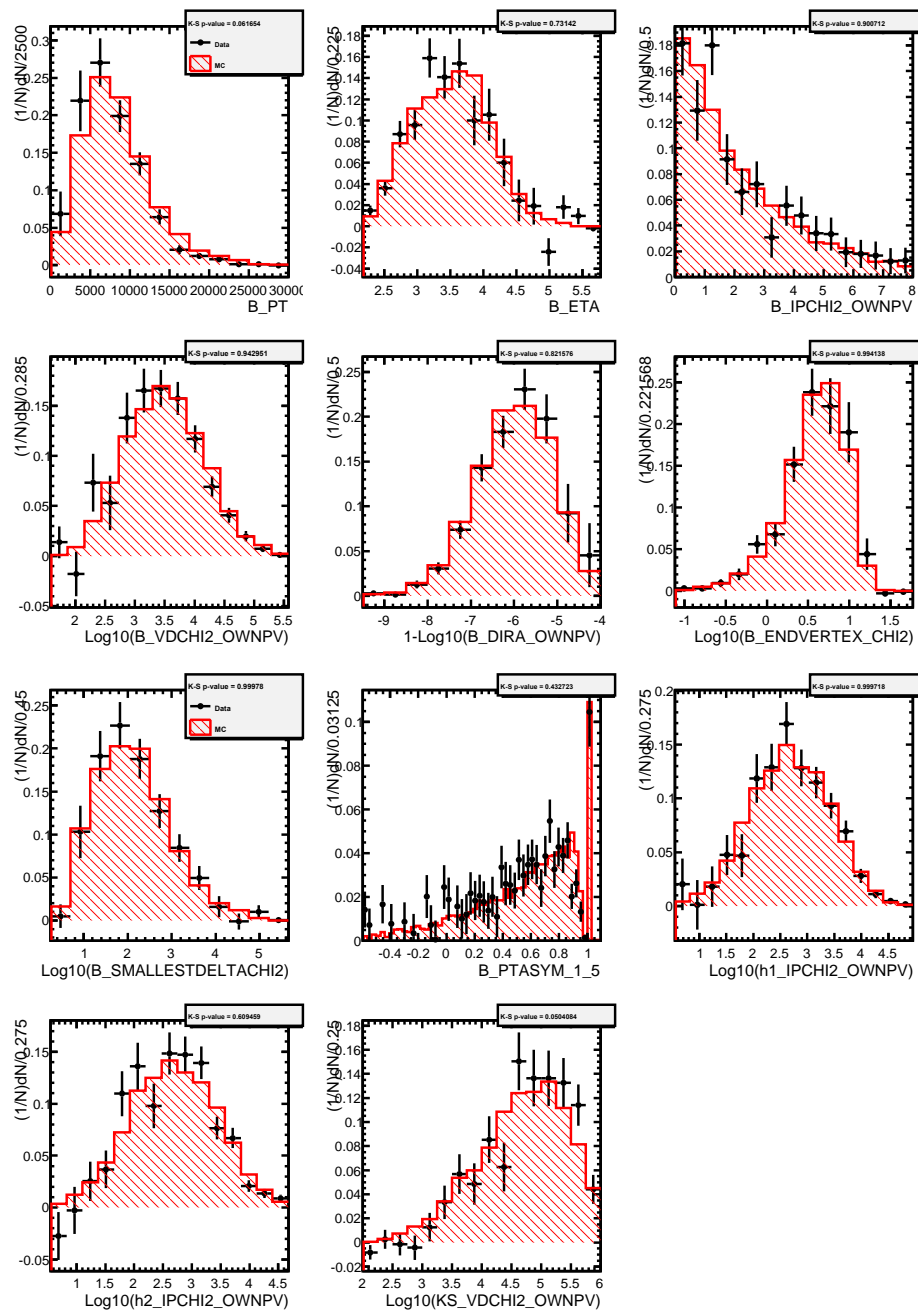 K-S p-value = 0.061654
Data
MC
(1/N)dN/2500
0.3
0.25
0.2
0.15
0.1
0.05
0
0 5000 10000 15000 20000 25000 30000
B_PT
K-S p-value = 0.73142
(1/N)dN/0.225
0.18
0.16
0.14
0.12
0.1
0.08
0.06
0.04
0.02
0
-0.02
-0.04
2.5 3 3.5 4 4.5 5 5.5
B_ETA
K-S p-value = 0.900712
(1/N)dN/0.5
0.18
0.16
0.14
0.12
0.1
0.08
0.06
0.04
0.02
0
0 1 2 3 4 5 6 7 8
B_IPCHI2_OWNPV
K-S p-value = 0.942951
(1/N)dN/0.285
0.15
0.1
0.05
0
-0.05
2 2.5 3 3.5 4 4.5 5 5.5
Log10(B_VDCHI2_OWNPV)
K-S p-value = 0.821576
(1/N)dN/0.5
0.25
0.2
0.15
0.1
0.05
0
-9 -8 -7 -6 -5 -4
1-Log10(B_DIRA_OWNPV)
K-S p-value = 0.994138
(1/N)dN/0.221568
0.25
0.2
0.15
0.1
0.05
0
-1 -0.5 0 0.5 1 1.5
Log10(B_ENDVERTEX_CHI2)
K-S p-value = 0.99978
Data
MC
(1/N)dN/0.45
0.25
0.2
0.15
0.1
0.05
0
1 2 3 4 5
Log10(B_SMALLESTDELTACHI2)
K-S p-value = 0.432723
(1/N)dN/0.03125
0.1
0.08
0.06
0.04
0.02
0
-0.4 -0.2 0 0.2 0.4 0.6 0.8 1
B_PTASYM_1_5
K-S p-value = 0.999718
(1/N)dN/0.275
0.2
0.15
0.1
0.05
0
1 1.5 2 2.5 3 3.5 4 4.5
Log10(h1_IPCHI2_OWNPV)
K-S p-value = 0.609459
(1/N)dN/0.275
0.15
0.1
0.05
0
-0.05
1 1.5 2 2.5 3 3.5 4 4.5
Log10(h2_IPCHI2_OWNPV)
K-S p-value = 0.0504084
(1/N)dN/0.25
0.18
0.16
0.14
0.12
0.1
0.08
0.06
0.04
0.02
0
-0.02
2 2.5 3 3.5 4 4.5 5 5.5 6
Log10(KS_VDCHI2_OWNPV)